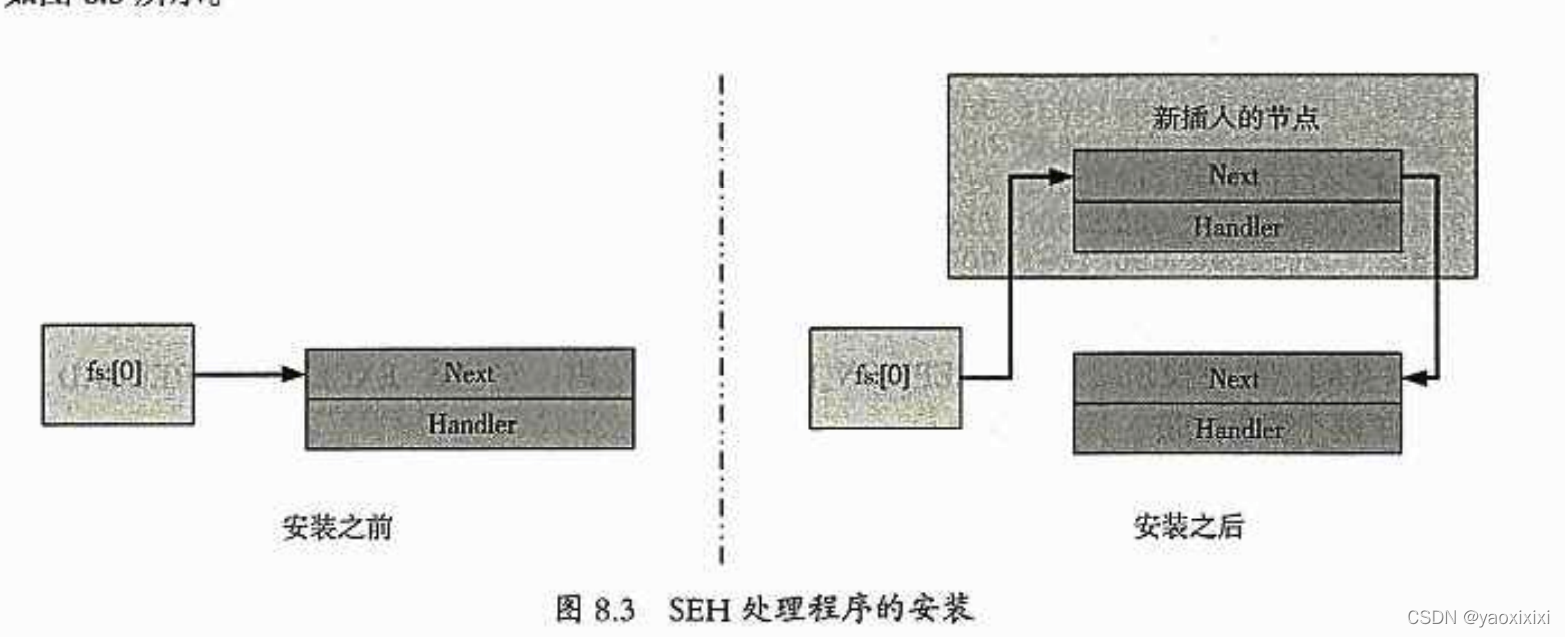 新插入的节点
Next
Handler
fs:[0]
Next
Handler
fs:[0]
Next
Handler
安装之前
安装之后
图 8.3 SEH 处理程序的安装
CSDN @yaoxixixi